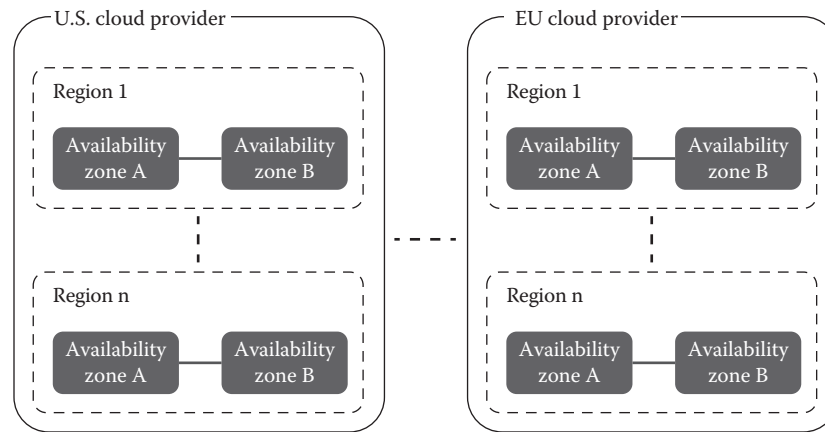 U.S. cloud provider
Region 1
Availability
zone A
Availability
zone B
Region n
Availability
zone A
Availability
zone B
EU cloud provider
Region 1
Availability
zone A
Availability
zone B
Region n
Availability
zone A
Availability
zone B